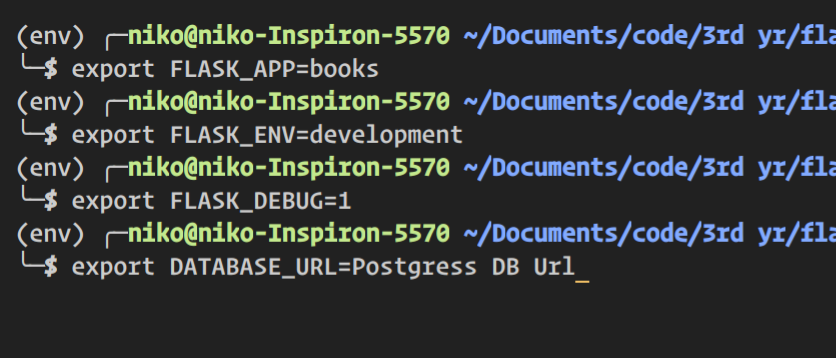 (env) ╭─niko@niko-Inspiron-5570 ~/Documents/code/3rd yr/fla
╰─$ export FLASK_APP=books
(env) ╭─niko@niko-Inspiron-5570 ~/Documents/code/3rd yr/fla
╰─$ export FLASK_ENV=development
(env) ╭─niko@niko-Inspiron-5570 ~/Documents/code/3rd yr/fla
╰─$ export FLASK_DEBUG=1
(env) ╭─niko@niko-Inspiron-5570 ~/Documents/code/3rd yr/fla
╰─$ export DATABASE_URL=Postgress DB Url_